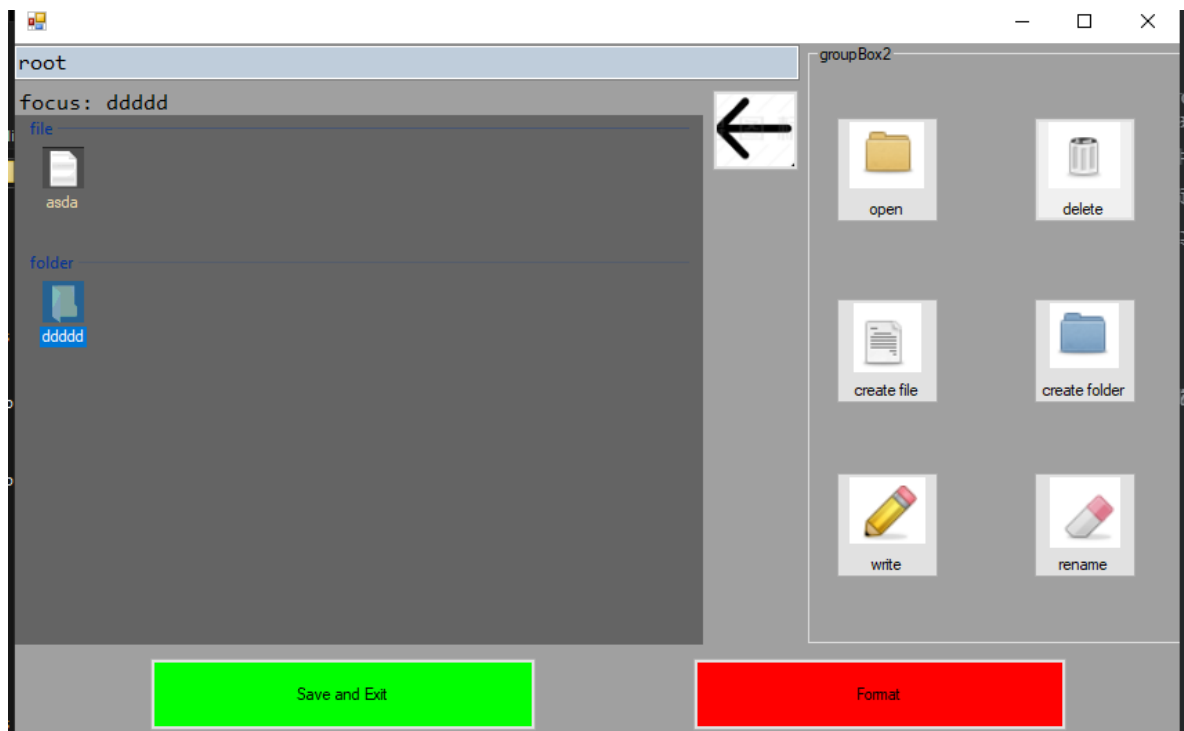 root
focus: ddddd
file
asda
folder
ddddd
groupBox2
open
delete
create file
create folder
write
rename
Save and Exit
Format